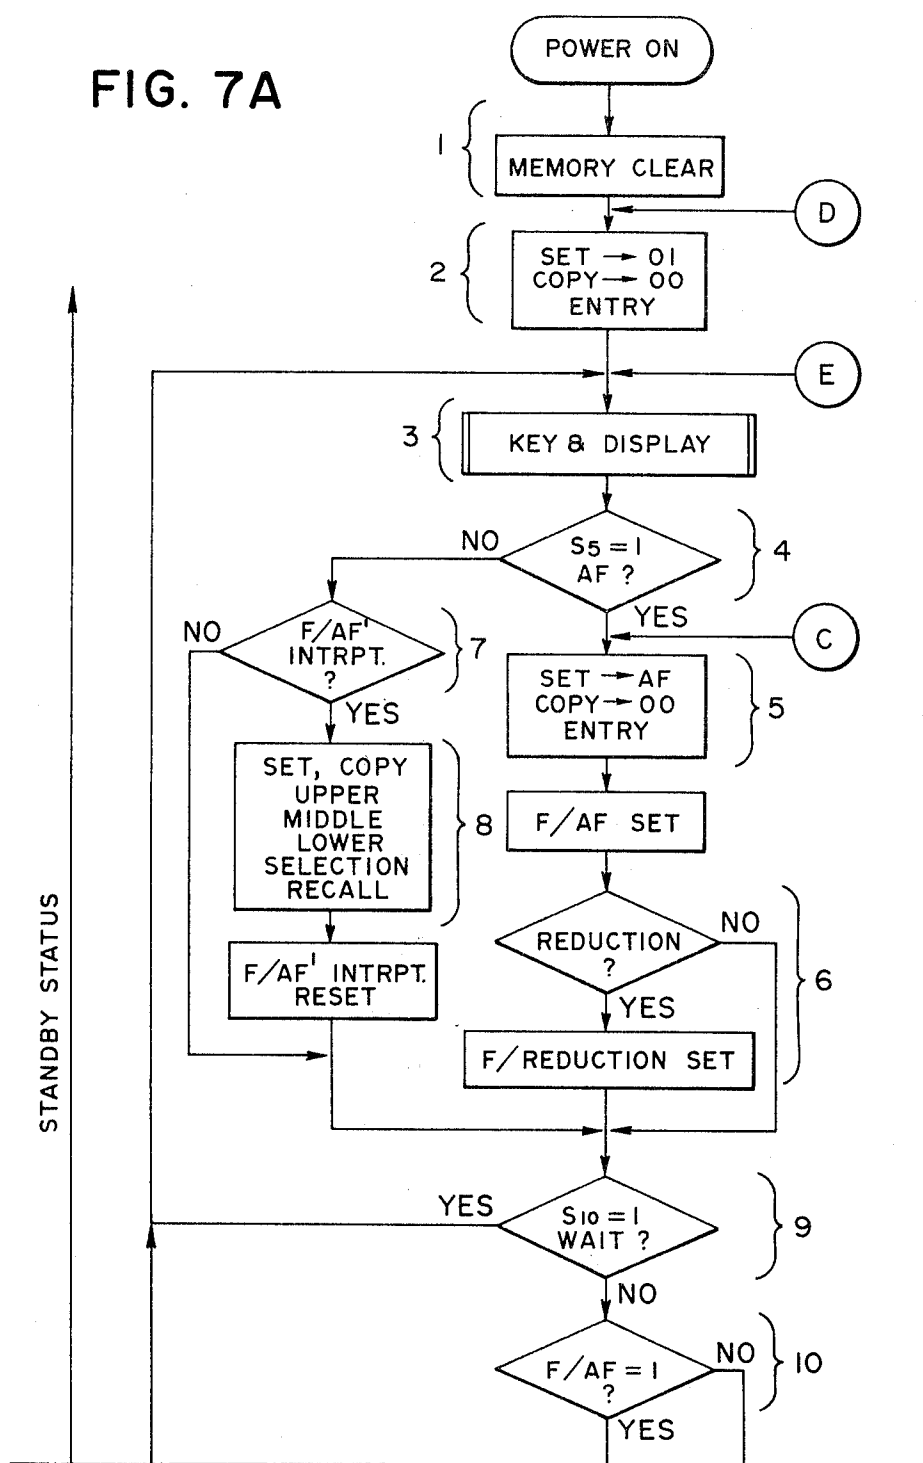 POWER ON
FIG. 7A
1
MEMORY CLEAR
D
2
SET → 01
COPY → 00
ENTRY
E
3
KEY & DISPLAY
NO
S5 = 1
AF ?
4
YES
C
NO
F/AF'
INTRPT.
?
7
YES
SET → AF
COPY → 00
ENTRY
5
SET, COPY
UPPER
MIDDLE
LOWER
SELECTION
RECALL
8
F/AF SET
REDUCTION
?
NO
6
YES
F/AF' INTRPT.
RESET
F/REDUCTION SET
STANDBY STATUS
YES
S10 = 1
WAIT ?
9
NO
F/AF = 1
?
NO
10
YES